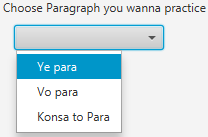 Choose Paragraph you wanna practice
Ye para
Vo para
Konsa to Para